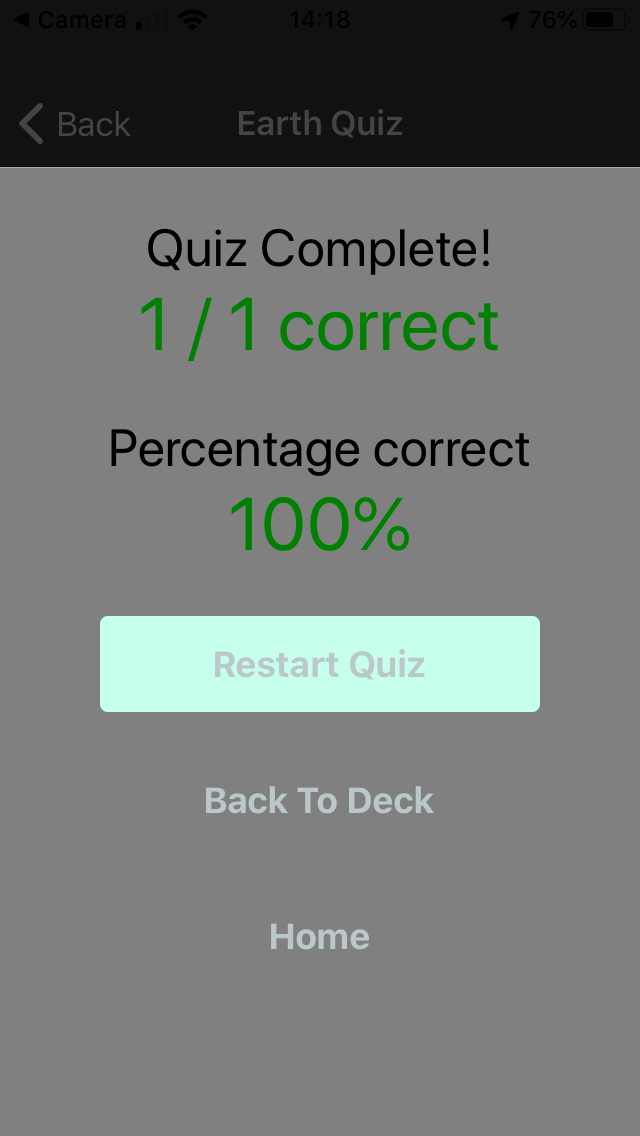 Camera 14:18 76%
Back Earth Quiz
Quiz Complete!
1 / 1 correct
Percentage correct
100%
Restart Quiz
Back To Deck
Home